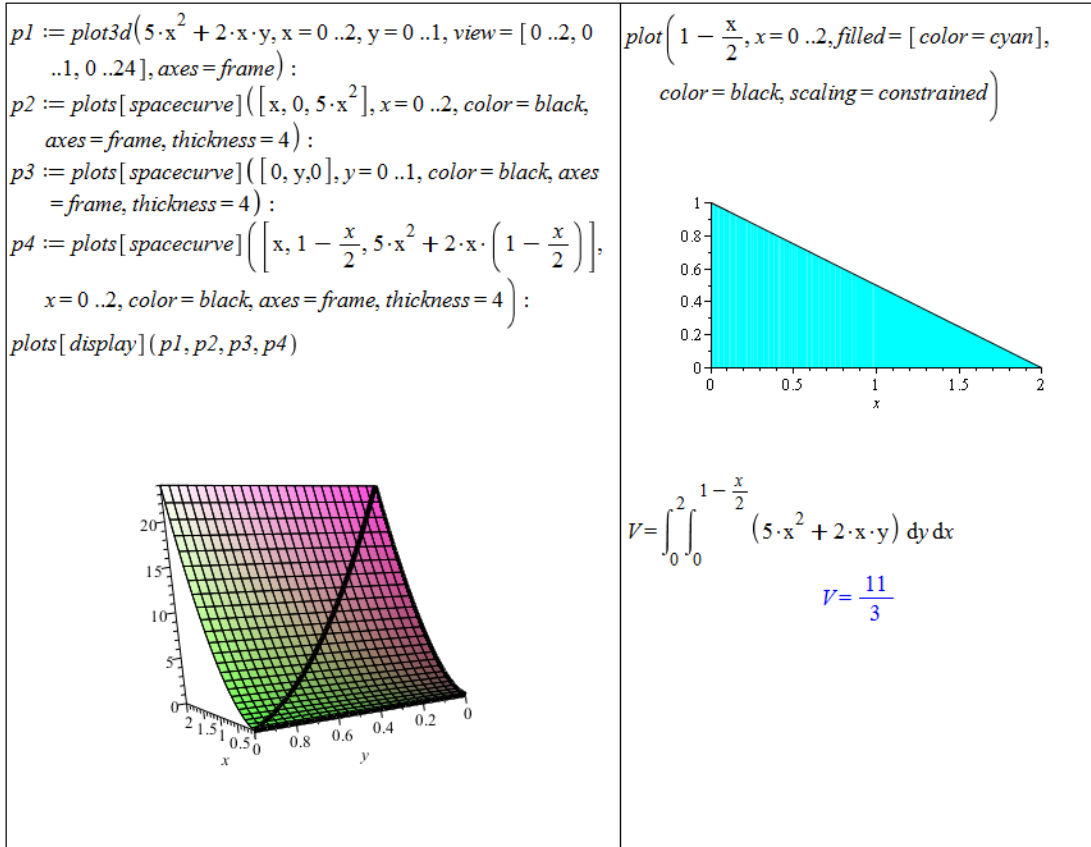 p1 := plot3d(5·x² + 2·x·y, x = 0 ..2, y = 0 ..1, view = [ 0 ..2, 0
..1, 0 ..24 ], axes = frame) :
p2 := plots[spacecurve]([x, 0, 5·x²], x = 0 ..2, color = black,
axes = frame, thickness = 4) :
p3 := plots[spacecurve]([0, y,0], y = 0 ..1, color = black, axes
= frame, thickness = 4) :
p4 := plots[spacecurve]([x, 1 − x/2, 5·x² + 2·x·(1 − x/2)],
x = 0 ..2, color = black, axes = frame, thickness = 4) :
plots[display](p1, p2, p3, p4)
20
15
10
5
0
2 1.5 1 0.5 0
x
0.8 0.6 0.4 0.2 0
y
plot(1 − x/2, x = 0 ..2, filled = [ color = cyan],
color = black, scaling = constrained)
1
0.8
0.6
0.4
0.2
0
0 0.5 1 1.5 2
x
V = ∫₀² ∫₀^(1 − x/2) (5·x² + 2·x·y) dy dx
V = 11/3